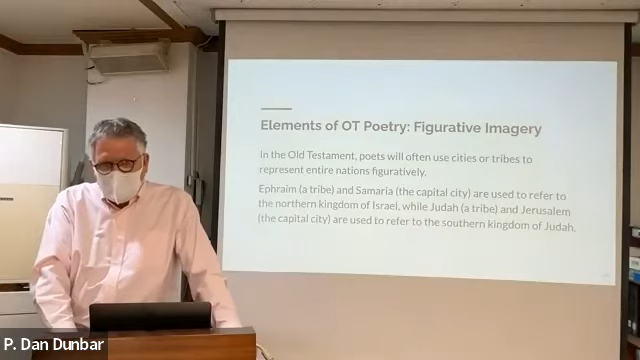 Elements of OT Poetry: Figurative Imagery
In the Old Testament, poets will often use cities or tribes to
represent entire nations figuratively.
Ephraim (a tribe) and Samaria (the capital city) are used to refer to
the northern kingdom of Israel, while Judah (a tribe) and Jerusalem
(the capital city) are used to refer to the southern kingdom of Judah.
P. Dan Dunbar